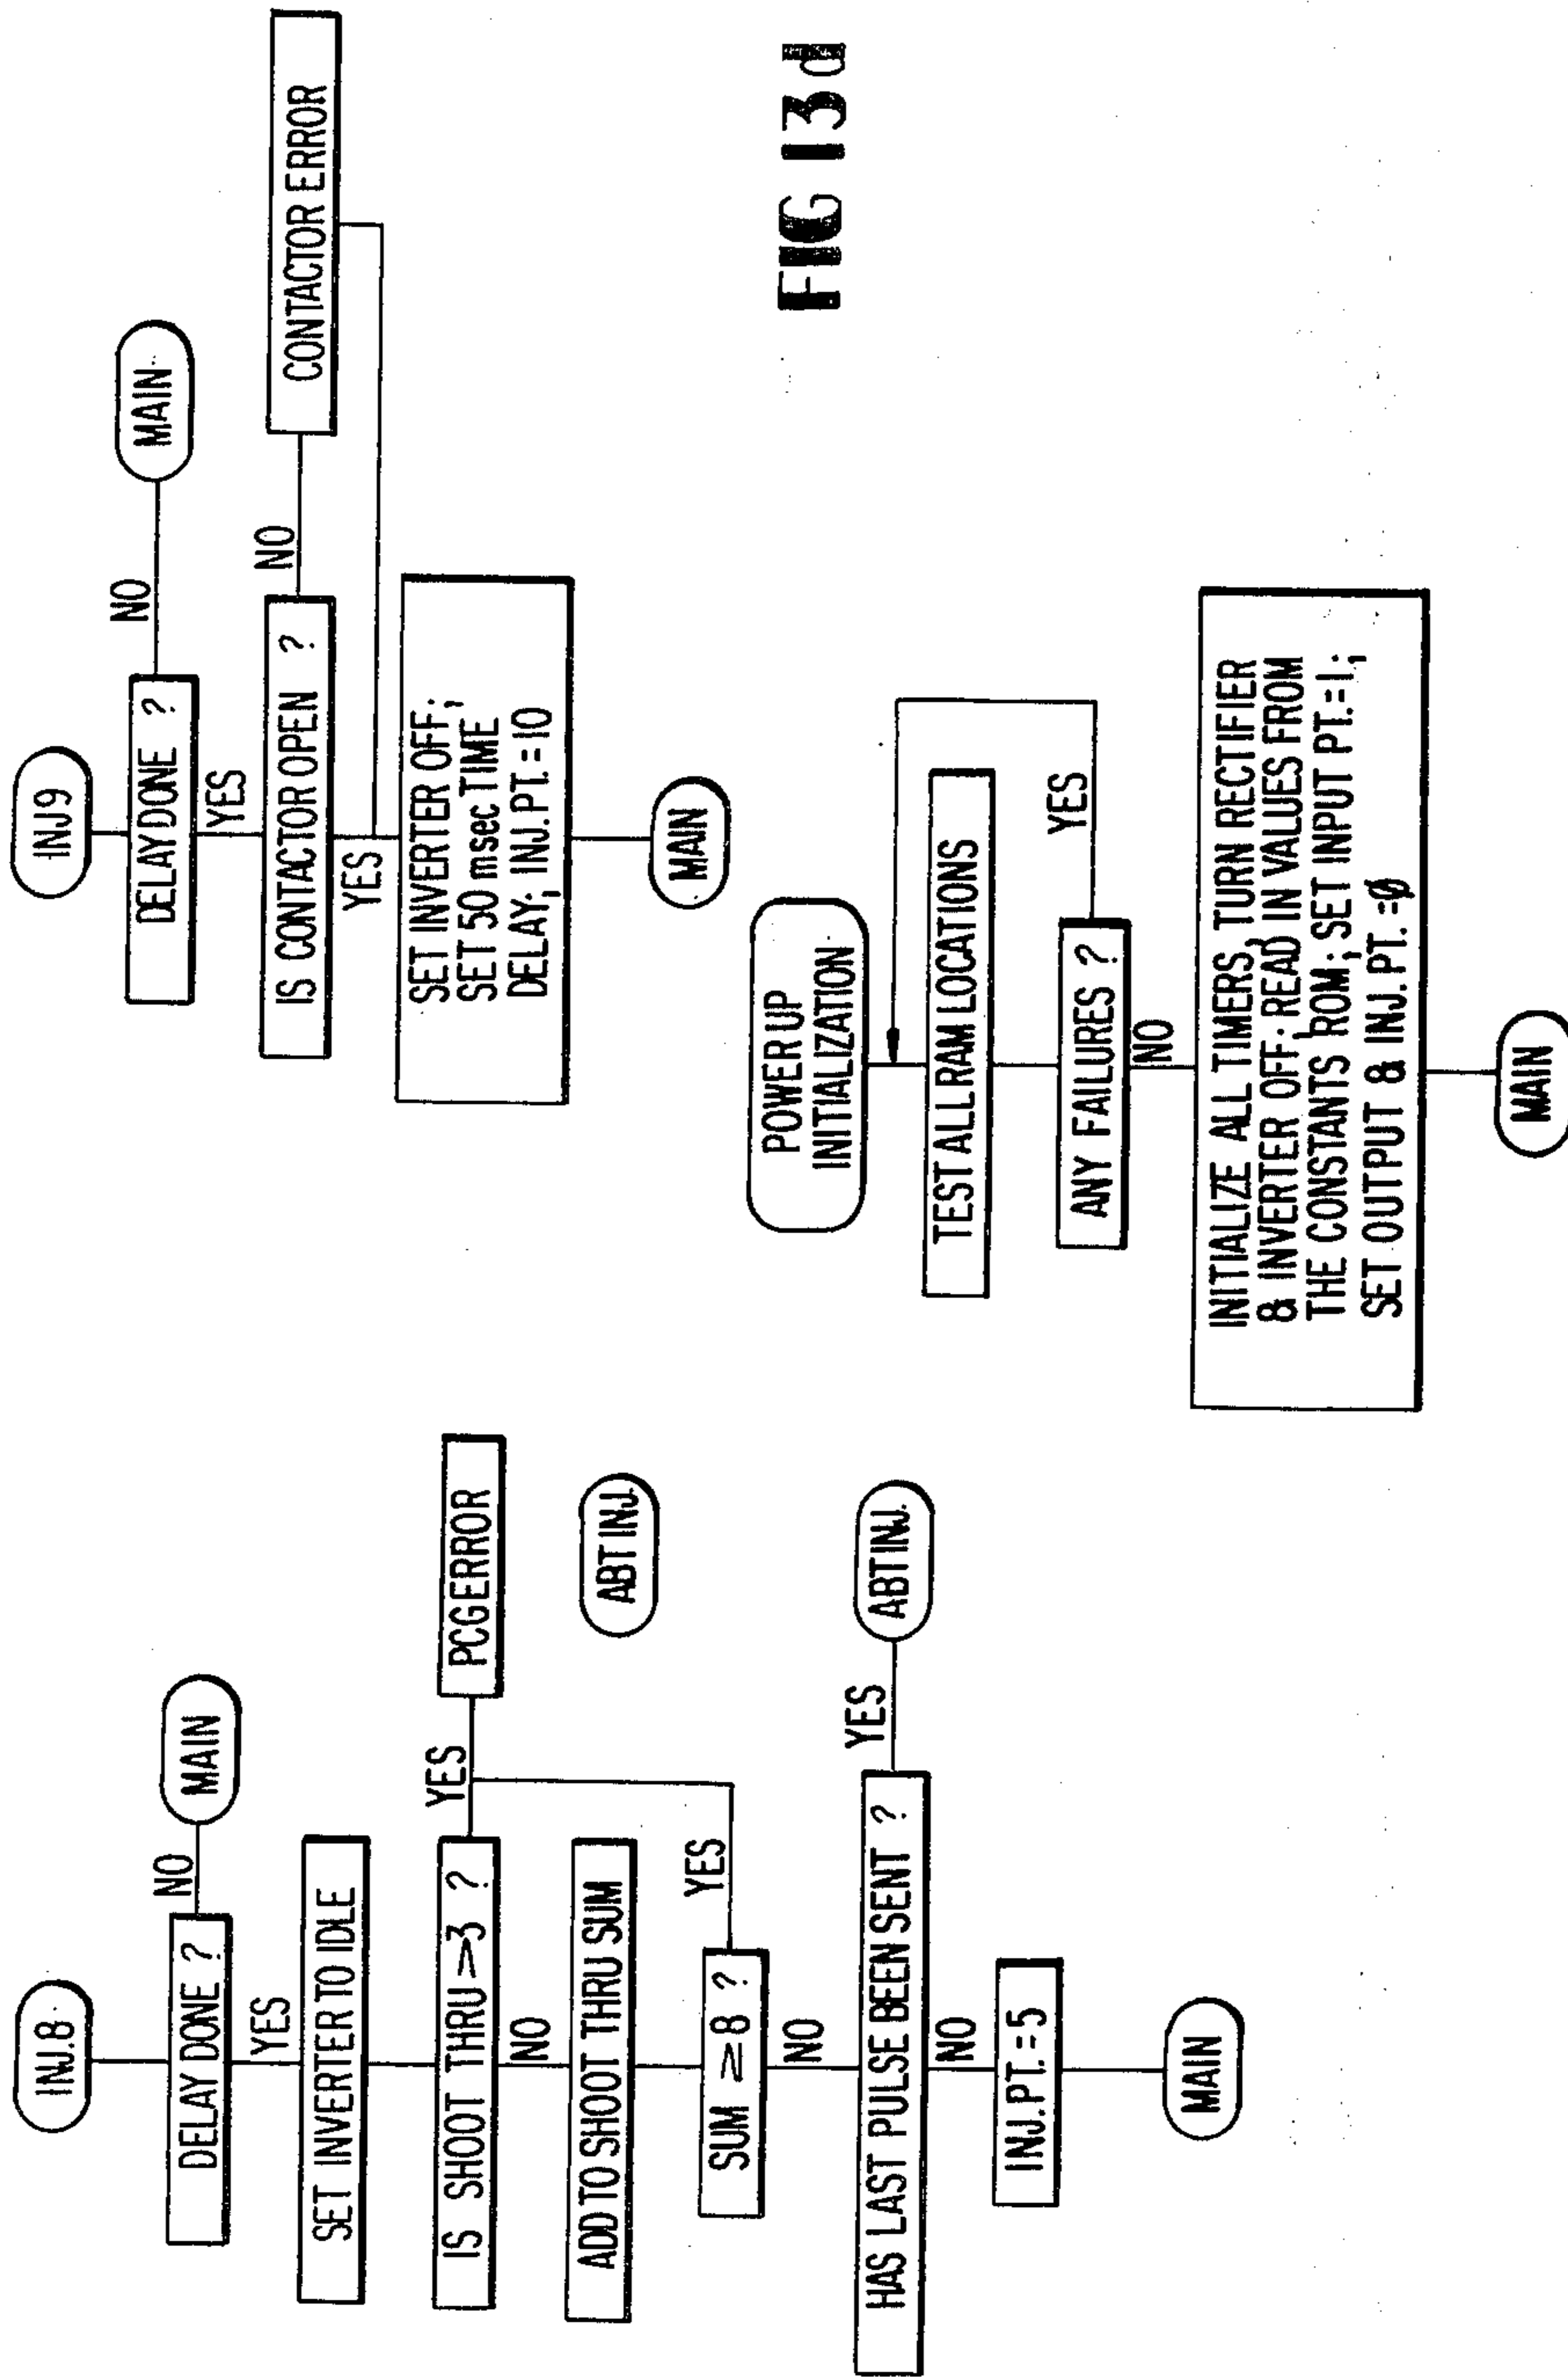 INJ.8
DELAY DONE ?
NO
MAIN
YES
SET INVERTER TO IDLE
IS SHOOT THRU ≥3 ?
YES
PCGERROR
NO
ADD TO SHOOT THRU SUM
ABT INJ.
SUM ≥8 ?
YES
NO
HAS LAST PULSE BEEN SENT ?
YES
ABT INJ.
NO
INJ.PT.=5
MAIN
INJ9
DELAY DONE ?
NO
MAIN
YES
IS CONTACTOR OPEN ?
NO
CONTACTOR ERROR
YES
SET INVERTER OFF;
SET 50 msec TIME
DELAY; INJ.PT.=10
MAIN
POWER UP
INITIALIZATION
TEST ALL RAM LOCATIONS
ANY FAILURES ?
YES
NO
INITIALIZE ALL TIMERS, TURN RECTIFIER
& INVERTER OFF; READ IN VALUES FROM
THE CONSTANTS ROM; SET INPUT PT.=1;
SET OUTPUT & INJ. PT. =Ø
MAIN
FIG 13d